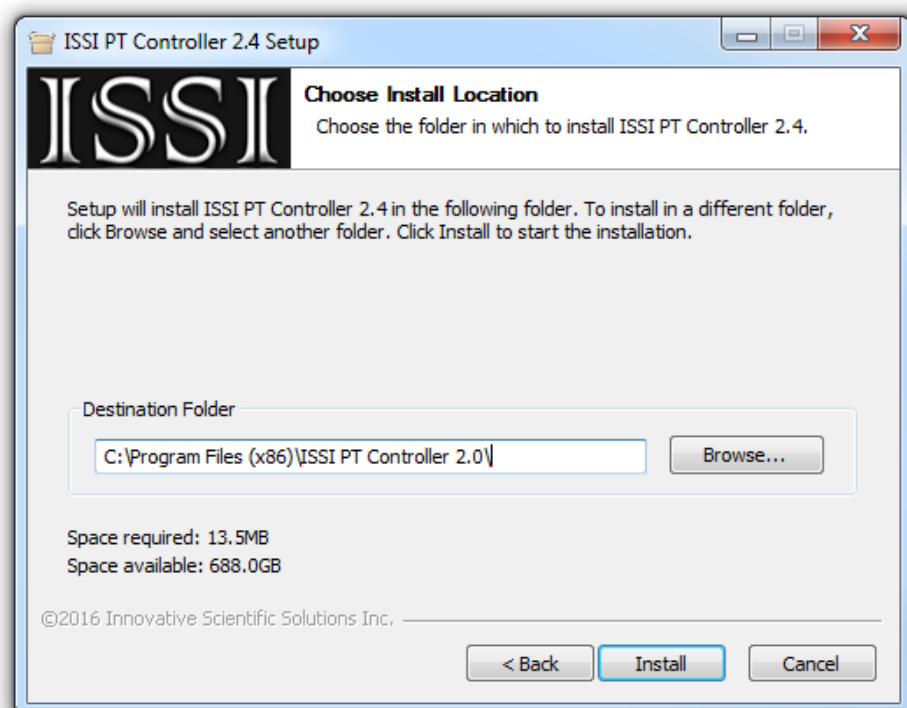 ISSI PT Controller 2.4 Setup
ISSI
Choose Install Location
Choose the folder in which to install ISSI PT Controller 2.4.
Setup will install ISSI PT Controller 2.4 in the following folder. To install in a different folder,
click Browse and select another folder. Click Install to start the installation.
Destination Folder
C:\Program Files (x86)\ISSI PT Controller 2.0\
Browse...
Space required: 13.5MB
Space available: 688.0GB
©2016 Innovative Scientific Solutions Inc.
< Back
Install
Cancel